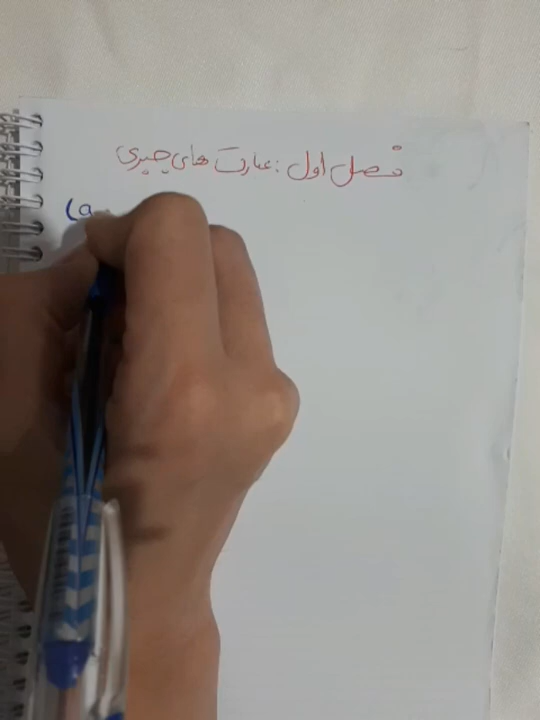 فصل اول : عبارت های جبری
(a